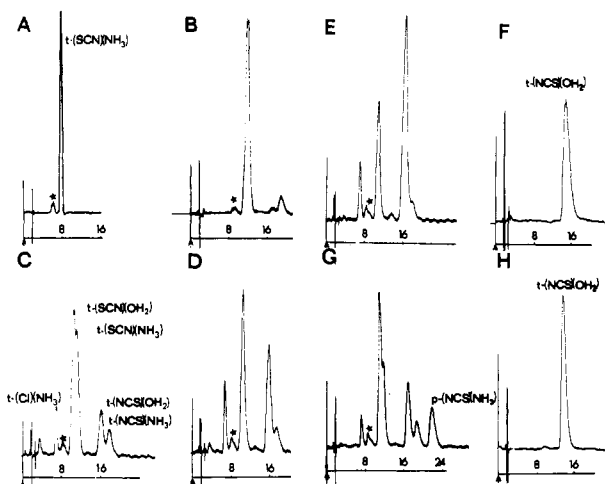 A
t-(SCN)(NH₃)
*
8 16
B
*
8 16
E
*
8 16
F
t-(NCS)(OH₂)
8 16
C
t-(SCN)(OH₂)
t-(SCN)(NH₃)
t-(Cl)(NH₃)
t-(NCS)(OH₂)
t-(NCS)(NH₃)
*
8 16
D
*
8 16
G
p-(NCS)(NH₃)
*
8 16 24
H
t-(NCS)(OH₂)
8 16